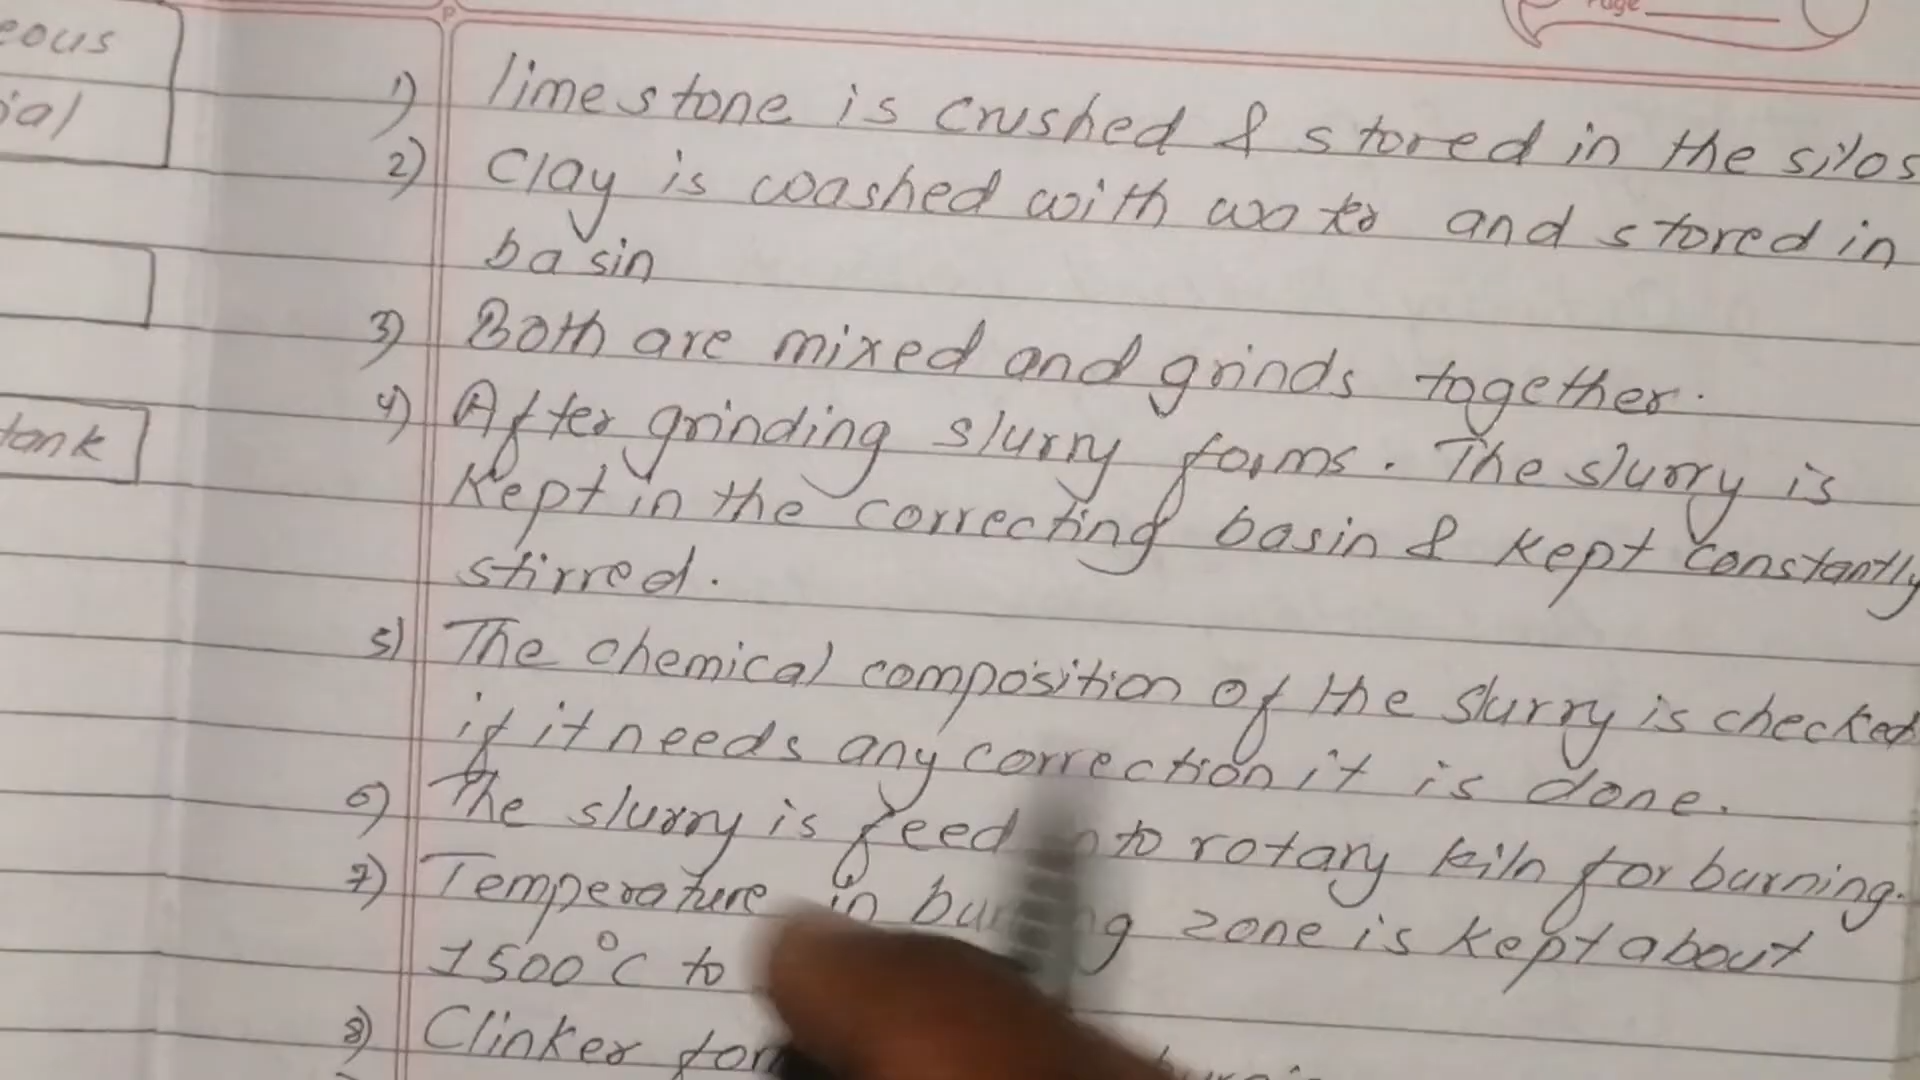 Page
eous
ial
tank
1) limestone is crushed & stored in the silos
2) Clay is washed with water and stored in
basin
3) Both are mixed and grinds together.
4) After grinding slurry forms. The slurry is
Kept in the correcting basin & kept constantly
stirred.
5) The chemical composition of the slurry is checked
if it needs any correction it is done.
6) The slurry is feed to rotary kiln for burning.
7) Temperature in zone is kept about
1500°C to
8) Clinker